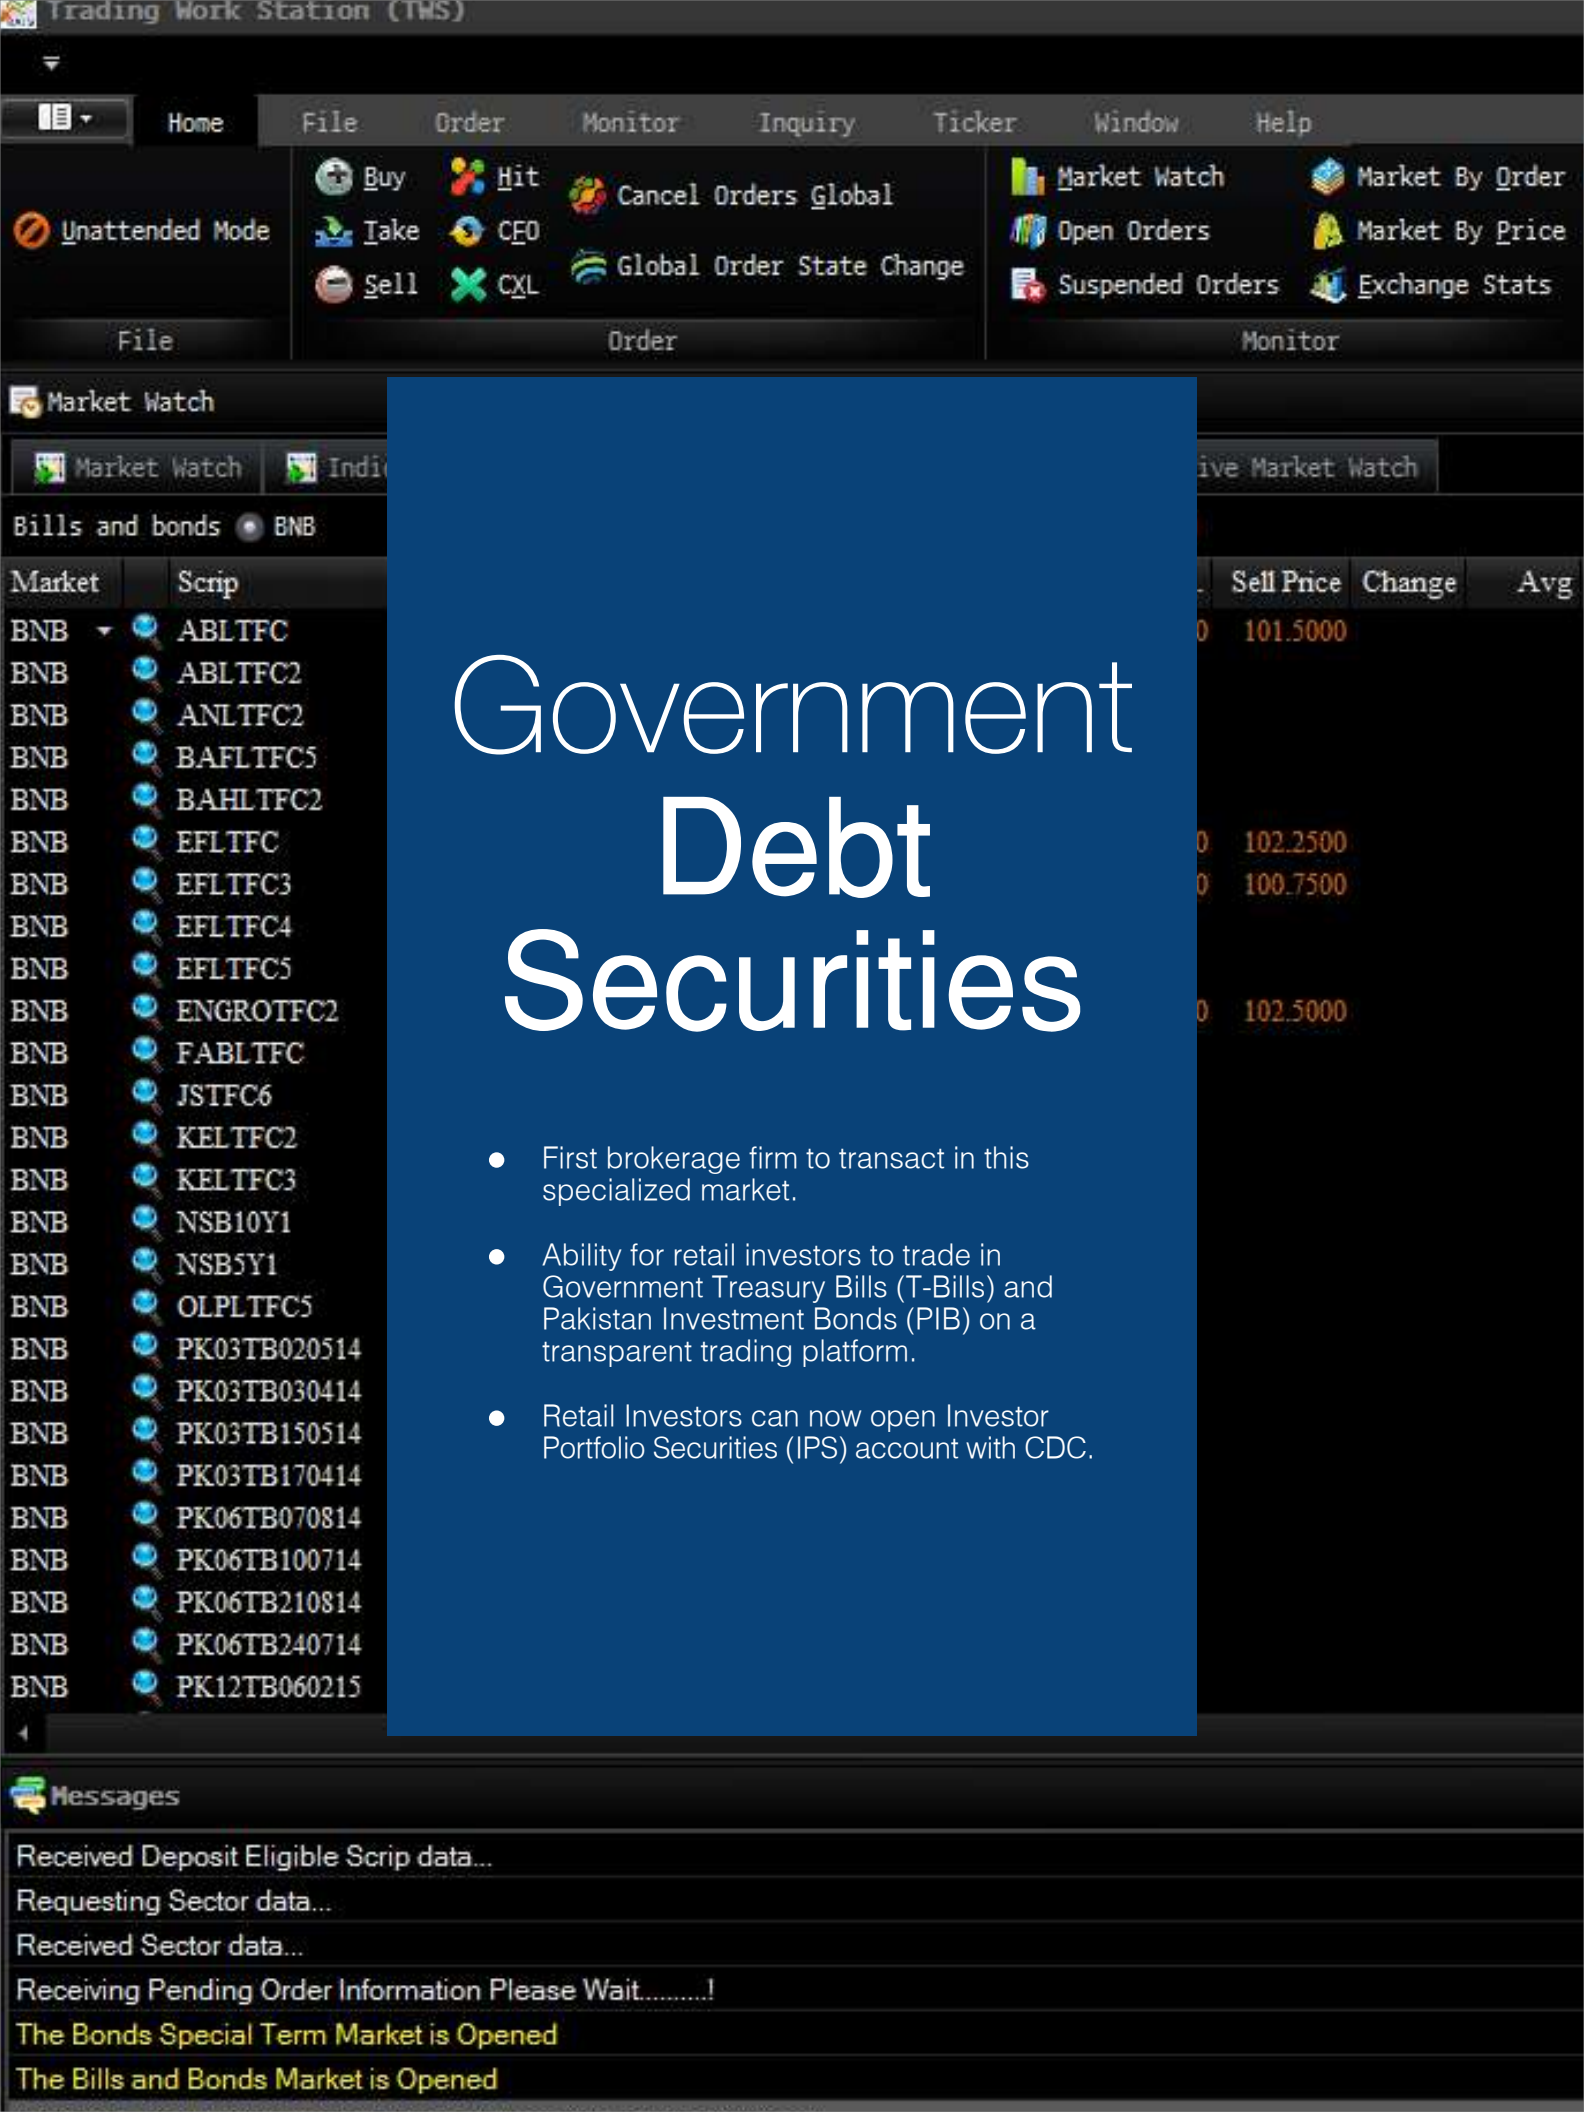 Trading Work Station (TWS)
Home File Order Monitor Inquiry Ticker Window Help
Unattended Mode
File
Buy Hit Cancel Orders Global
Take CFO
Sell CXL Global Order State Change
Order
Market Watch Market By Order
Open Orders Market By Price
Suspended Orders Exchange Stats
Monitor
Market Watch
Market Watch Market Watch
Bills and bonds BNB
Market Scrip Sell Price Change Avg
BNB ABLTFC 101.5000
BNB ABLTFC2
BNB ANLTFC2
BNB BAFLTFC5
BNB BAHLTFC2
BNB EFLTFC 102.2500
BNB EFLTFC3 100.7500
BNB EFLTFC4
BNB EFLTFC5
BNB ENGROTFC2 102.5000
BNB FABLTFC
BNB JSTFC6
BNB KELTFC2
BNB KELTFC3
BNB NSB10Y1
BNB NSB5Y1
BNB OLPLTFC5
BNB PK03TB020514
BNB PK03TB030414
BNB PK03TB150514
BNB PK03TB170414
BNB PK06TB070814
BNB PK06TB100714
BNB PK06TB210814
BNB PK06TB240714
BNB PK12TB060215
Government
Debt
Securities
● First brokerage firm to transact in this
specialized market.
● Ability for retail investors to trade in
Government Treasury Bills (T-Bills) and
Pakistan Investment Bonds (PIB) on a
transparent trading platform.
● Retail Investors can now open Investor
Portfolio Securities (IPS) account with CDC.
Messages
Received Deposit Eligible Scrip data...
Requesting Sector data...
Received Sector data...
Receiving Pending Order Information Please Wait..........!
The Bonds Special Term Market is Opened
The Bills and Bonds Market is Opened